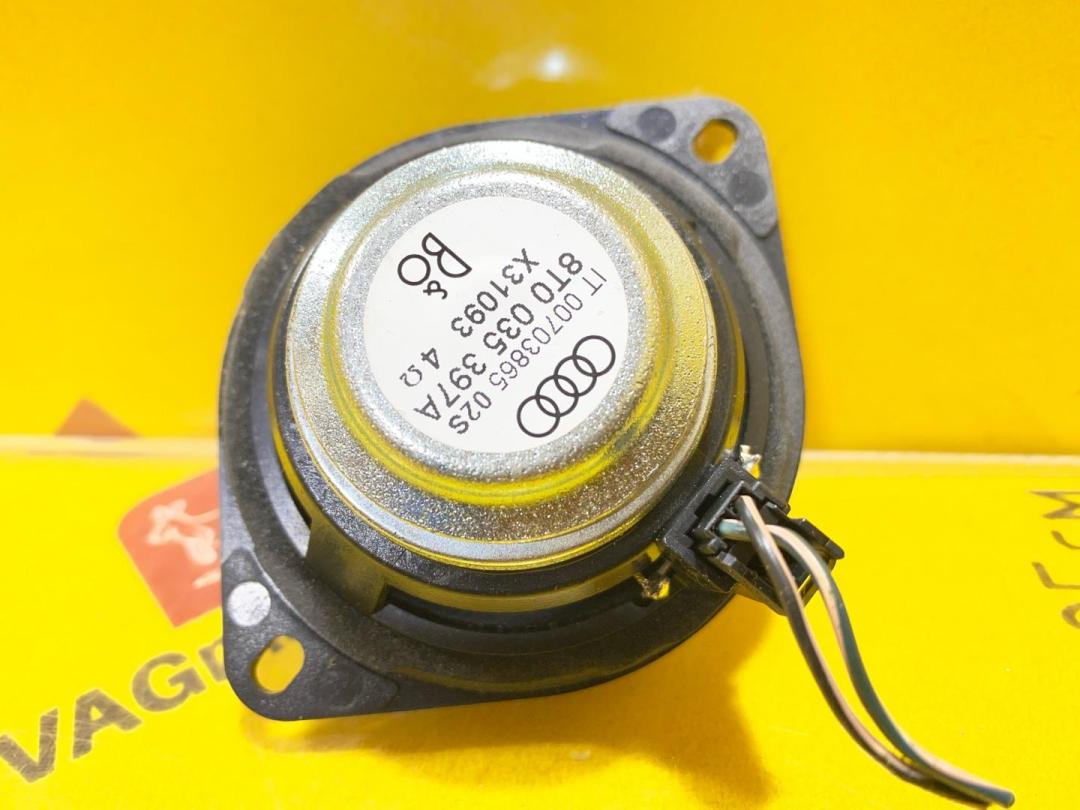 IT 00703865 02S
8T0 035 397A
X31093 4Ω
B&O
VAG